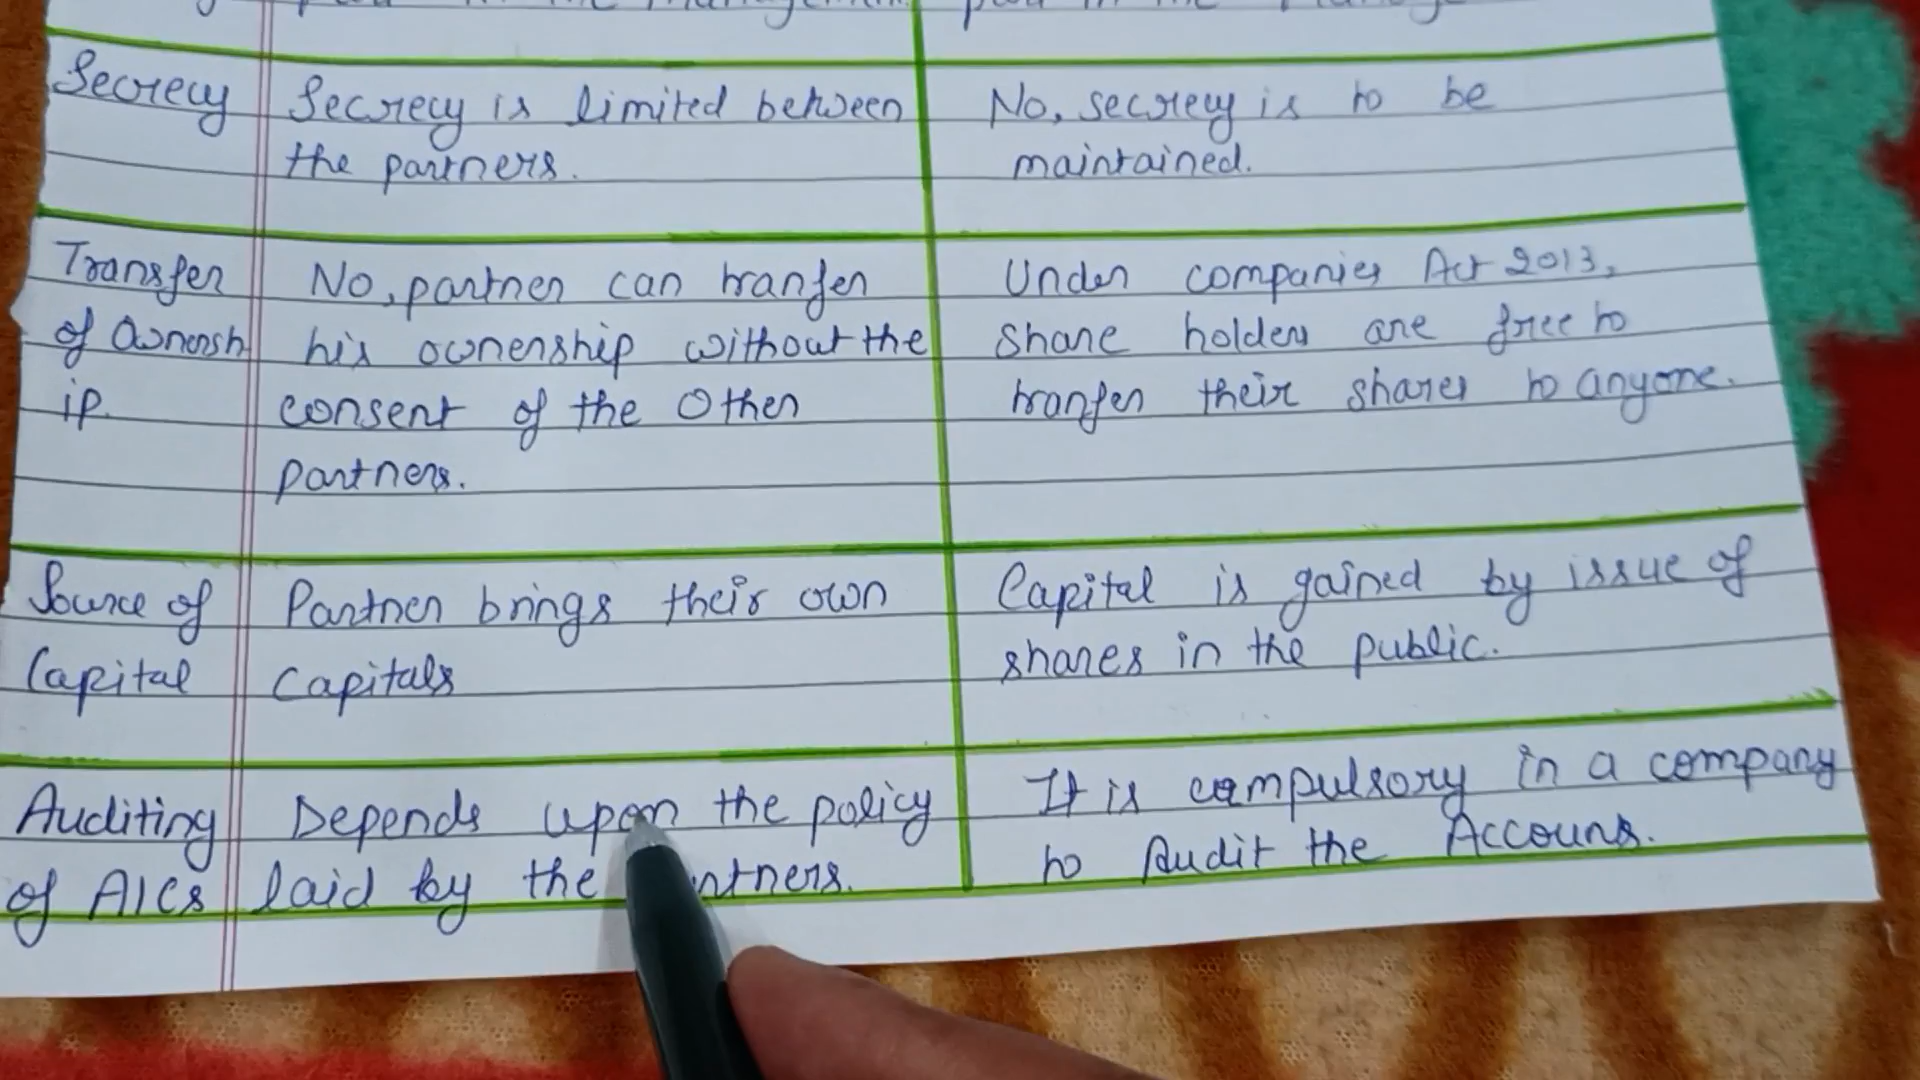 Secrecy
Secrecy is limited between
the partners.
No, secrecy is to be
maintained.
Transfer
of Ownersh
ip.
No, partner can tranfer
his ownership without the
consent of the Other
partners.
Under companies Act 2013,
Share holders are free to
tranfer their shares to anyone.
Source of
Capital
Partner brings their own
Capitals
Capital is gained by issue of
shares in the public.
Auditing
of A/Cs
Depends upon the policy
laid by the
It is compulsory in a company
to Audit the Accouns.